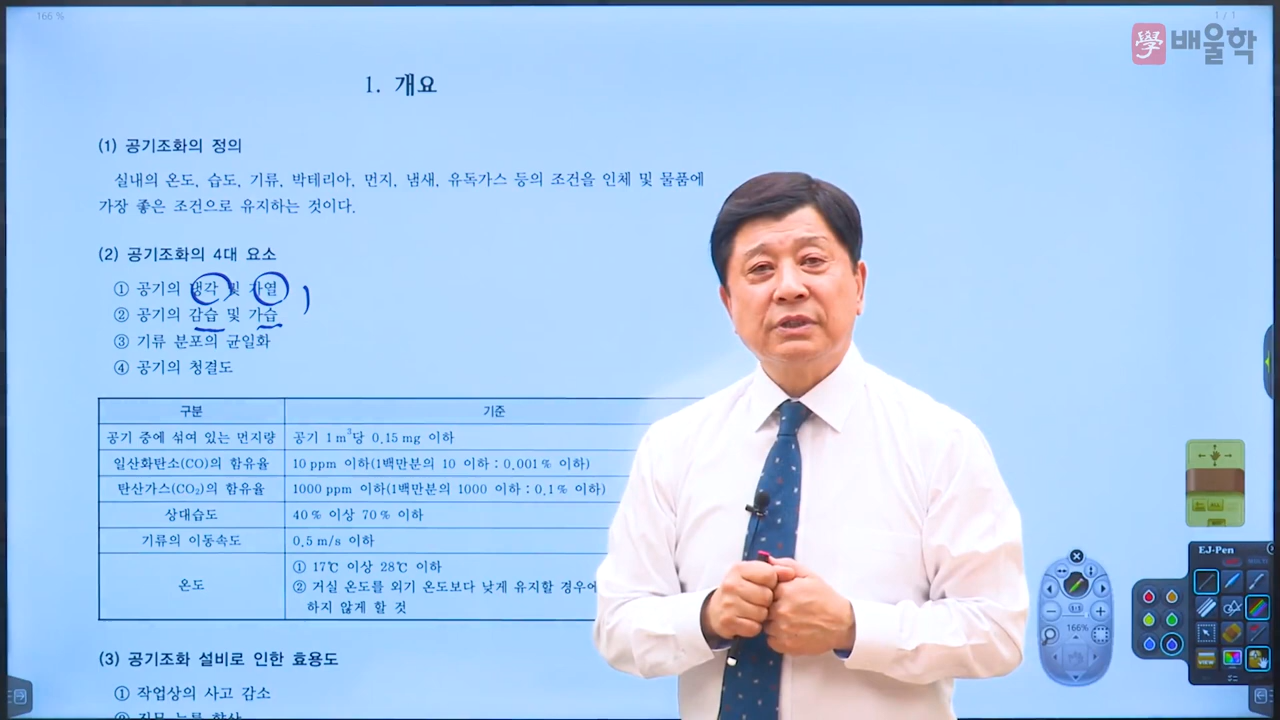 166 %
1 / 1
學 배울학
1. 개요
(1) 공기조화의 정의
실내의 온도, 습도, 기류, 박테리아, 먼지, 냄새, 유독가스 등의 조건을 인체 및 물품에
가장 좋은 조건으로 유지하는 것이다.
(2) 공기조화의 4대 요소
① 공기의 냉각 및 가열
② 공기의 감습 및 가습
③ 기류 분포의 균일화
④ 공기의 청결도
구분 기준
공기 중에 섞여 있는 먼지량 공기 1m³당 0.15mg 이하
일산화탄소(CO)의 함유율 10ppm 이하(1백만분의 10 이하 : 0.001% 이하)
탄산가스(CO₂)의 함유율 1000ppm 이하(1백만분의 1000 이하 : 0.1% 이하)
상대습도 40% 이상 70% 이하
기류의 이동속도 0.5m/s 이하
온도 ① 17℃ 이상 28℃ 이하
② 거실 온도를 외기 온도보다 낮게 유지할 경우에
하지 않게 할 것
(3) 공기조화 설비로 인한 효용도
① 작업상의 사고 감소
EJ-Pen
166%
VIEW